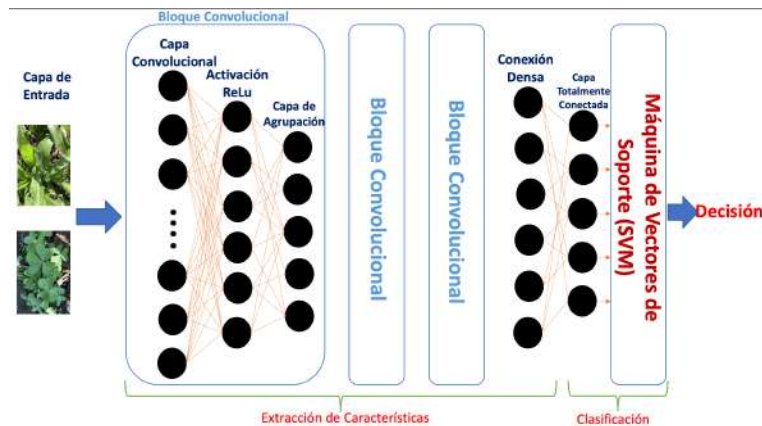 Bloque Convolucional
Capa de
Entrada
Capa
Convolucional
Activación
ReLu
Capa de
Agrupación
Bloque Convolucional
Bloque Convolucional
Conexión
Densa
Capa
Totalmente
Conectada
Máquina de Vectores de
Soporte (SVM)
Decisión
Extracción de Características
Clasificación